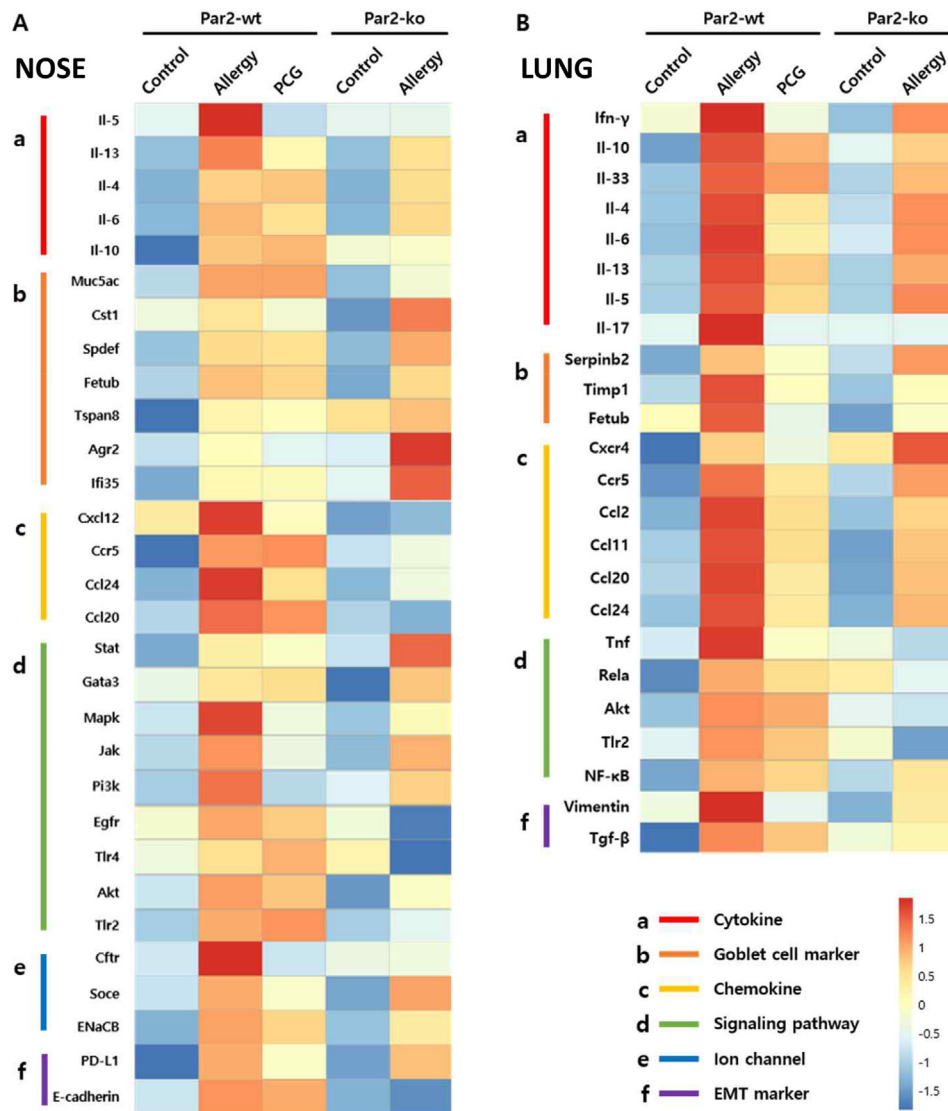 A
Par2-wt
Par2-ko
NOSE
Control
Allergy
PCG
Control
Allergy
a
Il-5
Il-13
Il-4
Il-6
Il-10
b
Muc5ac
Cst1
Spdef
Fetub
Tspan8
Agr2
Ifi35
c
Cxcl12
Ccr5
Ccl24
Ccl20
d
Stat
Gata3
Mapk
Jak
Pi3k
Egfr
Tlr4
Akt
Tlr2
e
Cftr
Soce
ENaCB
f
PD-L1
E-cadherin
B
Par2-wt
Par2-ko
LUNG
Control
Allergy
PCG
Control
Allergy
a
Ifn-γ
Il-10
Il-33
Il-4
Il-6
Il-13
Il-5
Il-17
b
Serpinb2
Timp1
Fetub
c
Cxcr4
Ccr5
Ccl2
Ccl11
Ccl20
Ccl24
d
Tnf
Rela
Akt
Tlr2
NF-κB
f
Vimentin
Tgf-β
a Cytokine
b Goblet cell marker
c Chemokine
d Signaling pathway
e Ion channel
f EMT marker
1.5
1
0.5
0
-0.5
-1
-1.5